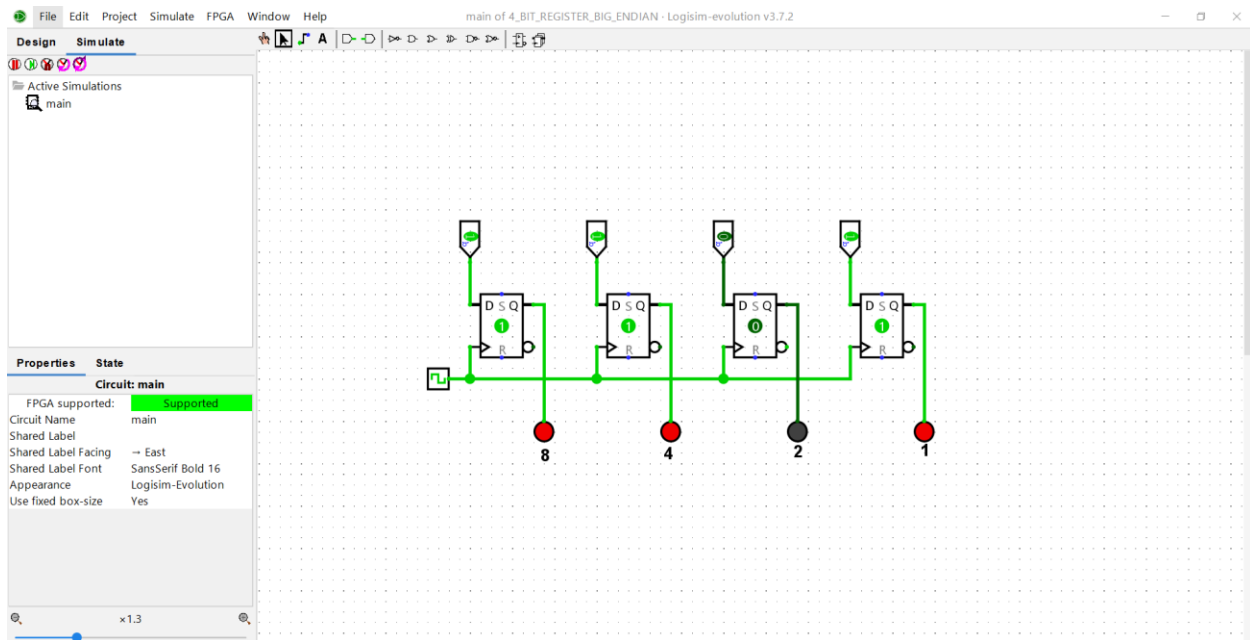 File Edit Project Simulate FPGA Window Help
main of 4_BIT_REGISTER_BIG_ENDIAN · Logisim-evolution v3.7.2
Design Simulate
A
Active Simulations
main
D S Q D S Q D S Q D S Q
1 1 0 1
R R R R
8 4 2 1
Properties State
Circuit: main
FPGA supported: Supported
Circuit Name main
Shared Label
Shared Label Facing → East
Shared Label Font SansSerif Bold 16
Appearance Logisim-Evolution
Use fixed box-size Yes
×1.3